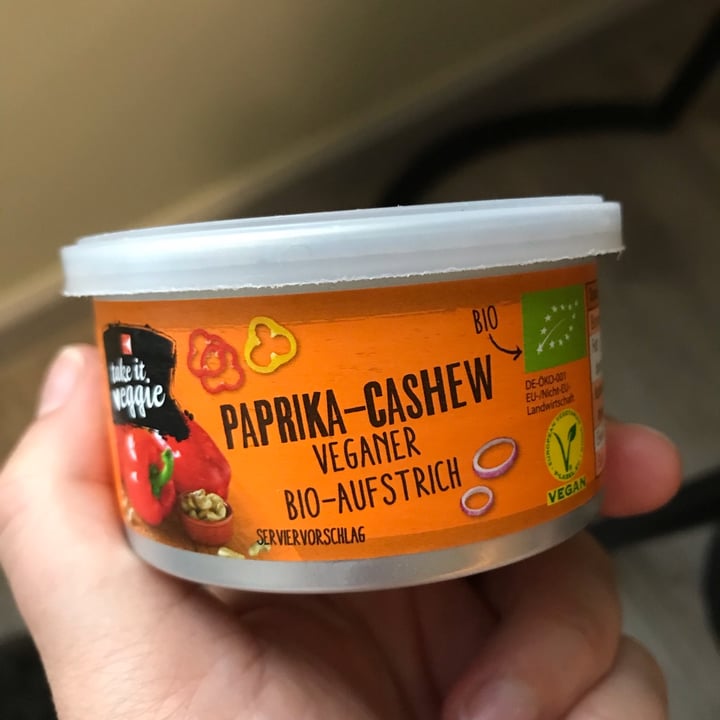 take it
veggie
PAPRIKA-CASHEW
VEGANER
BIO-AUFSTRICH
SERVIERVORSCHLAG
BIO
DE-ÖKO-001
EU-/Nicht-EU-
Landwirtschaft
VEGAN